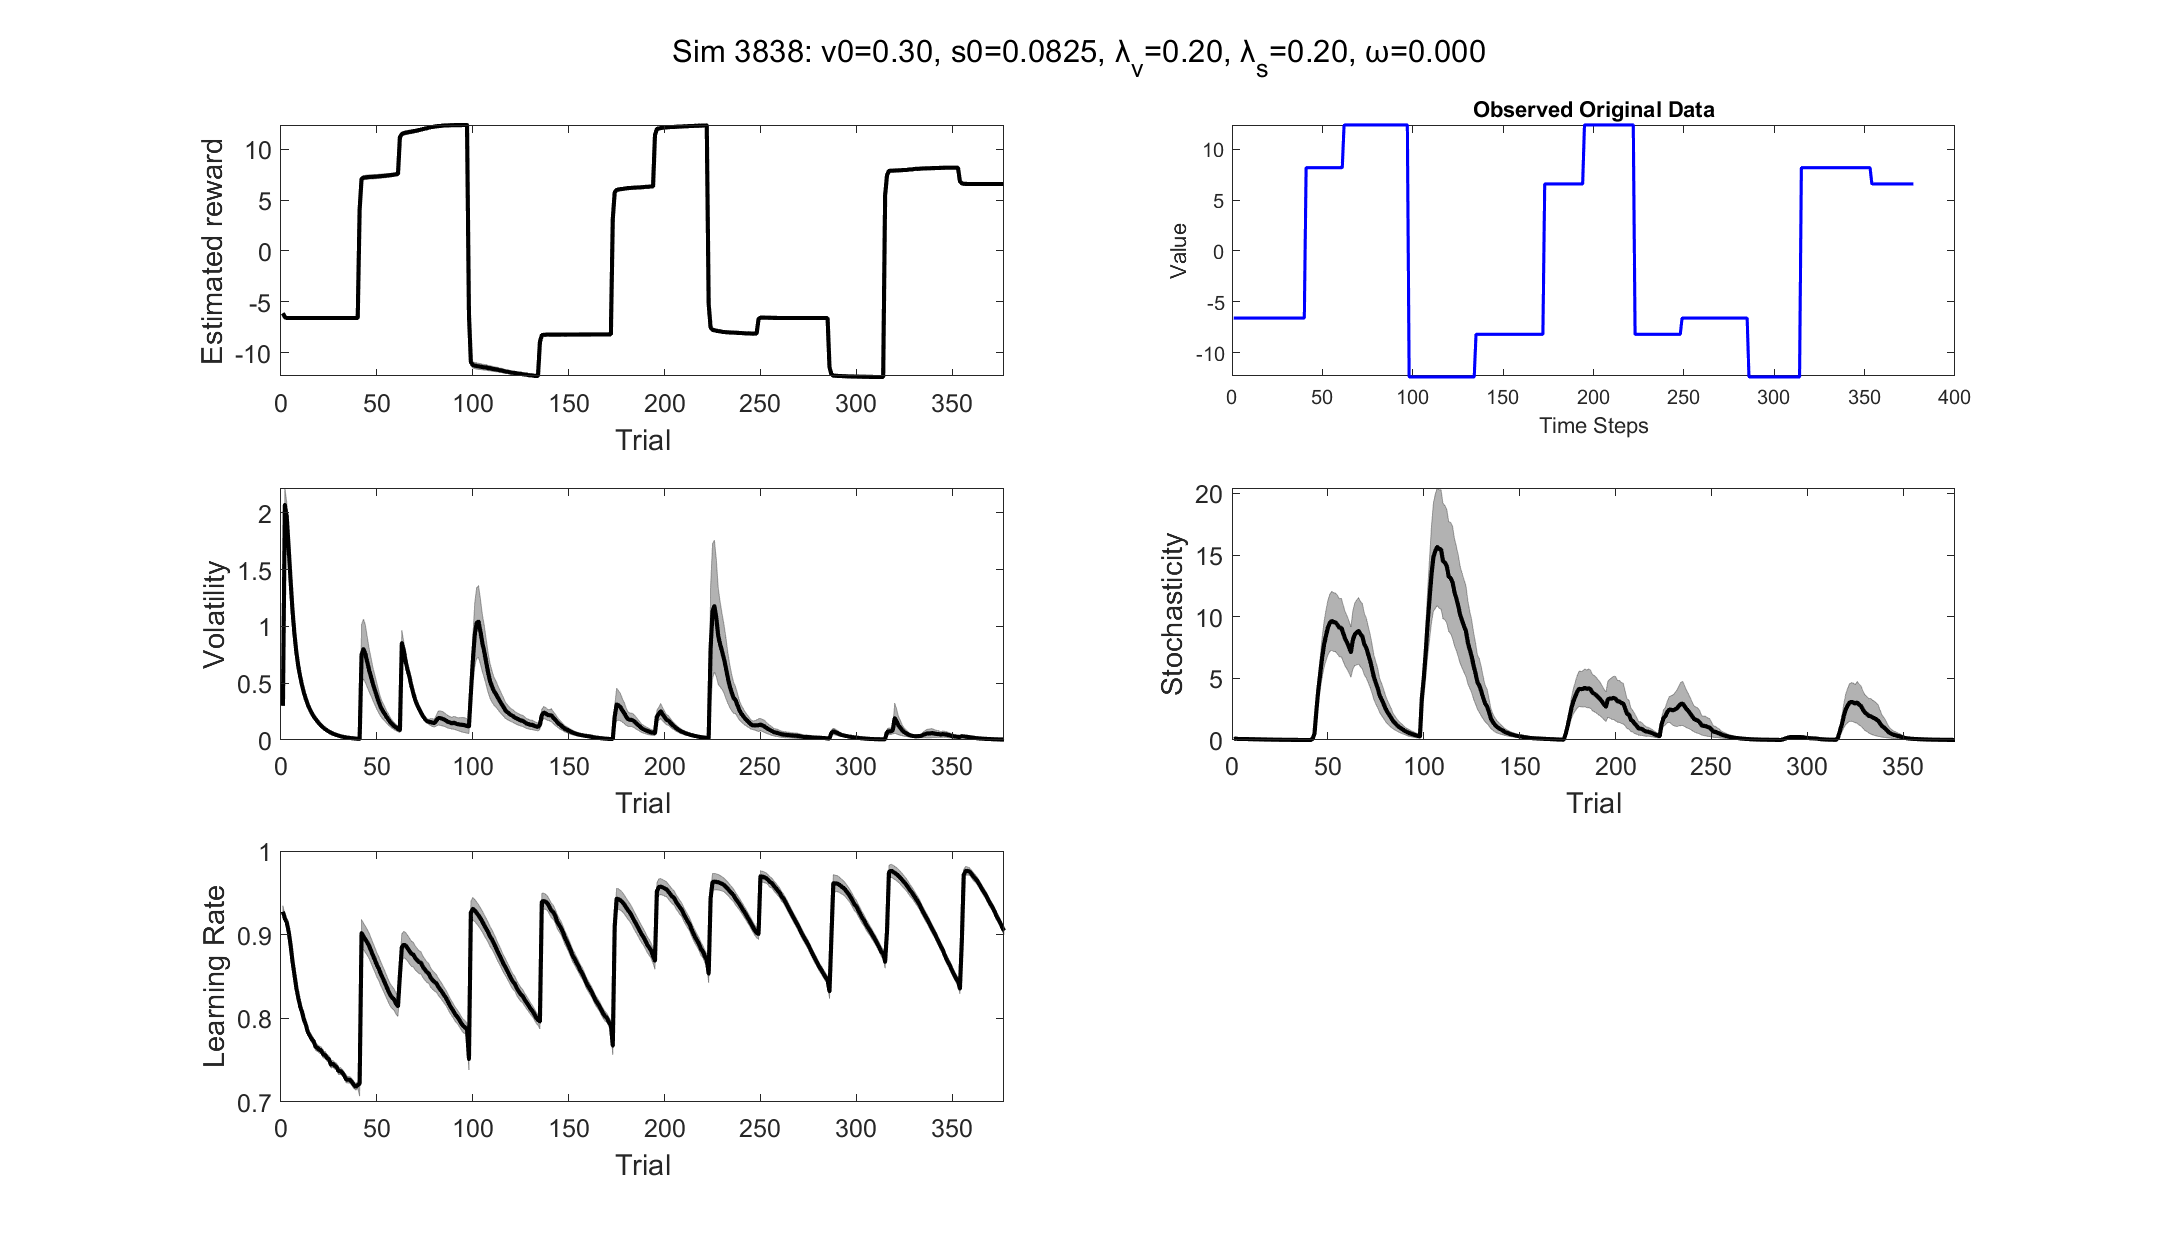 Sim 3838: v0=0.30, s0=0.0825, λv=0.20, λs=0.20, ω=0.000
Estimated reward
10
5
0
-5
-10
0 50 100 150 200 250 300 350
Trial
Observed Original Data
Value
10
5
0
-5
-10
0 50 100 150 200 250 300 350 400
Time Steps
Volatility
2
1.5
1
0.5
0
0 50 100 150 200 250 300 350
Trial
Stochasticity
20
15
10
5
0
0 50 100 150 200 250 300 350
Trial
Learning Rate
1
0.9
0.8
0.7
0 50 100 150 200 250 300 350
Trial